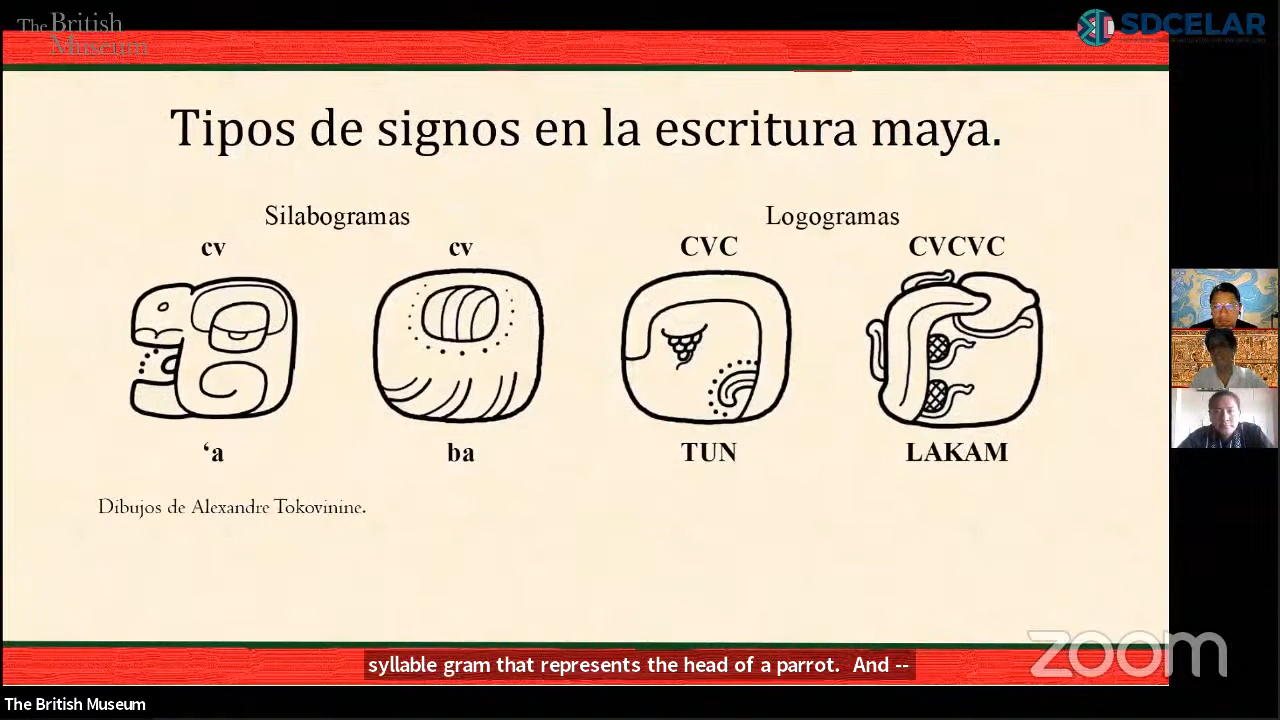 The British
Museum
SDCELAR
Tipos de signos en la escritura maya.
Silabogramas
Logogramas
cv
cv
CVC
CVCVC
‘a
ba
TUN
LAKAM
Dibujos de Alexandre Tokovinine.
zoom
syllable gram that represents the head of a parrot. And --
The British Museum